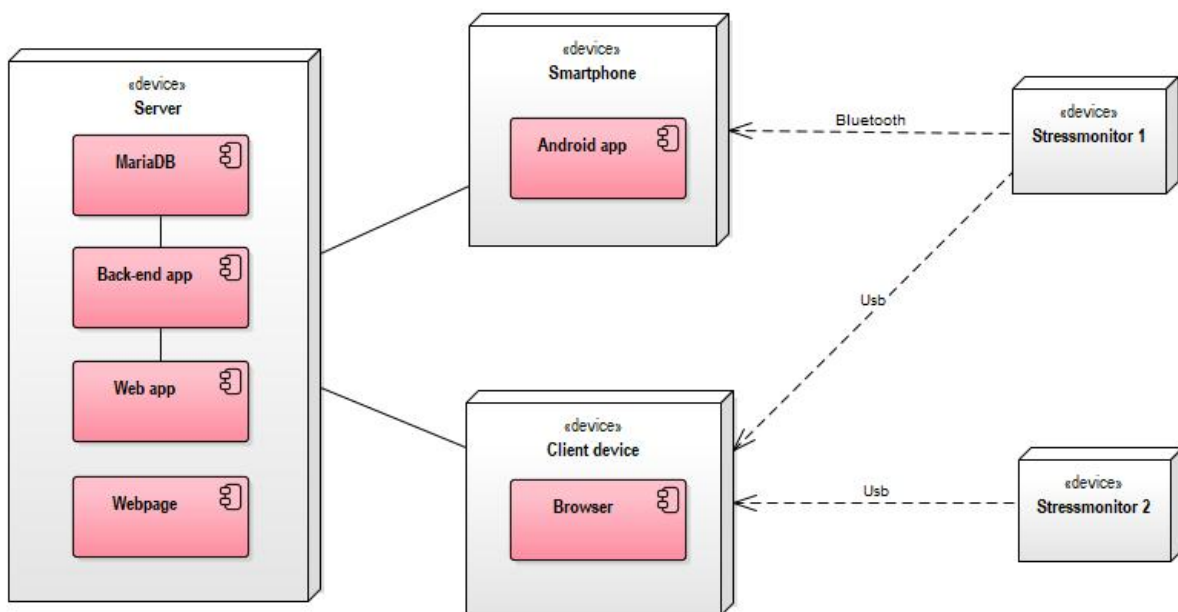 «device»
Server
MariaDB
Back-end app
Web app
Webpage
«device»
Smartphone
Android app
«device»
Client device
Browser
Bluetooth
Usb
Usb
«device»
Stressmonitor 1
«device»
Stressmonitor 2